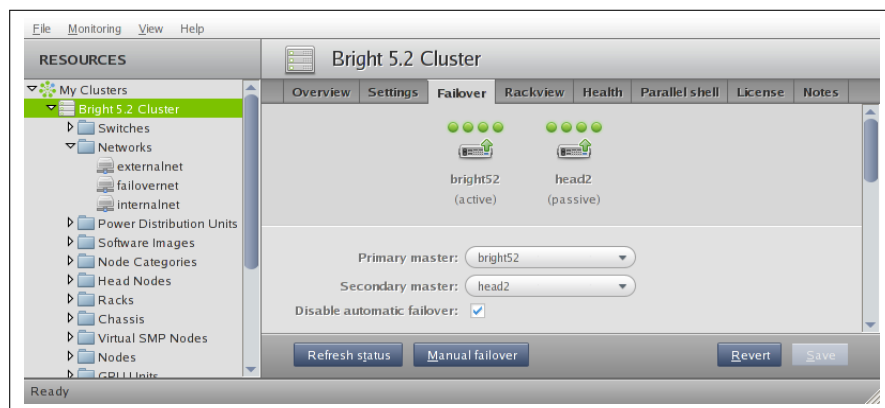 File Monitoring View Help
RESOURCES
My Clusters
Bright 5.2 Cluster
Switches
Networks
externalnet
failovernet
internalnet
Power Distribution Units
Software Images
Node Categories
Head Nodes
Racks
Chassis
Virtual SMP Nodes
Nodes
GPU Units
Bright 5.2 Cluster
Overview Settings Failover Rackview Health Parallel shell License Notes
bright52 head2
(active) (passive)
Primary master: bright52
Secondary master: head2
Disable automatic failover:
Refresh status Manual failover Revert Save
Ready